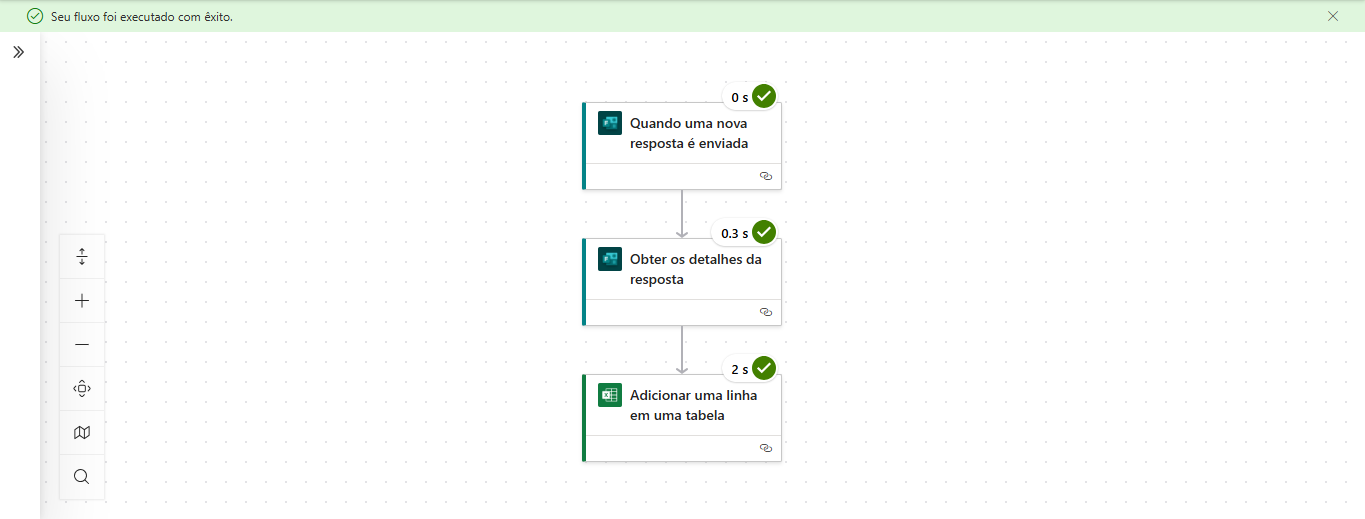 Seu fluxo foi executado com êxito.
0 s
Quando uma nova
resposta é enviada
0.3 s
Obter os detalhes da
resposta
2 s
Adicionar uma linha
em uma tabela